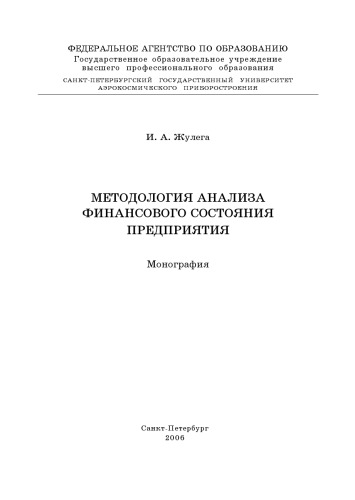 ФЕДЕРАЛЬНОЕ АГЕНТСТВО ПО ОБРАЗОВАНИЮ
Государственное образовательное учреждение
высшего профессионального образования
САНКТ-ПЕТЕРБУРГСКИЙ ГОСУДАРСТВЕННЫЙ УНИВЕРСИТЕТ
АЭРОКОСМИЧЕСКОГО ПРИБОРОСТРОЕНИЯ
И. А. Жулега
МЕТОДОЛОГИЯ АНАЛИЗА
ФИНАНСОВОГО СОСТОЯНИЯ
ПРЕДПРИЯТИЯ
Монография
Санкт-Петербург
2006